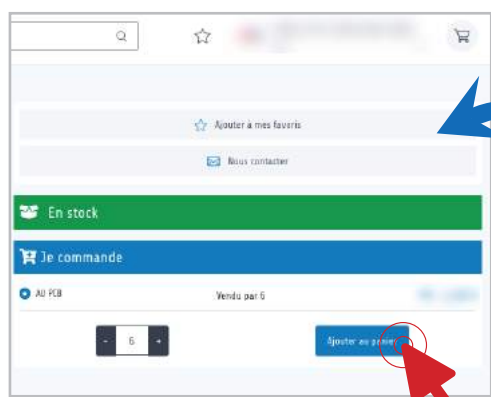 Ajouter à mes favoris
Nous contacter
En stock
Je commande
AU PCB Vendu par 6
- 6 + Ajouter au panier